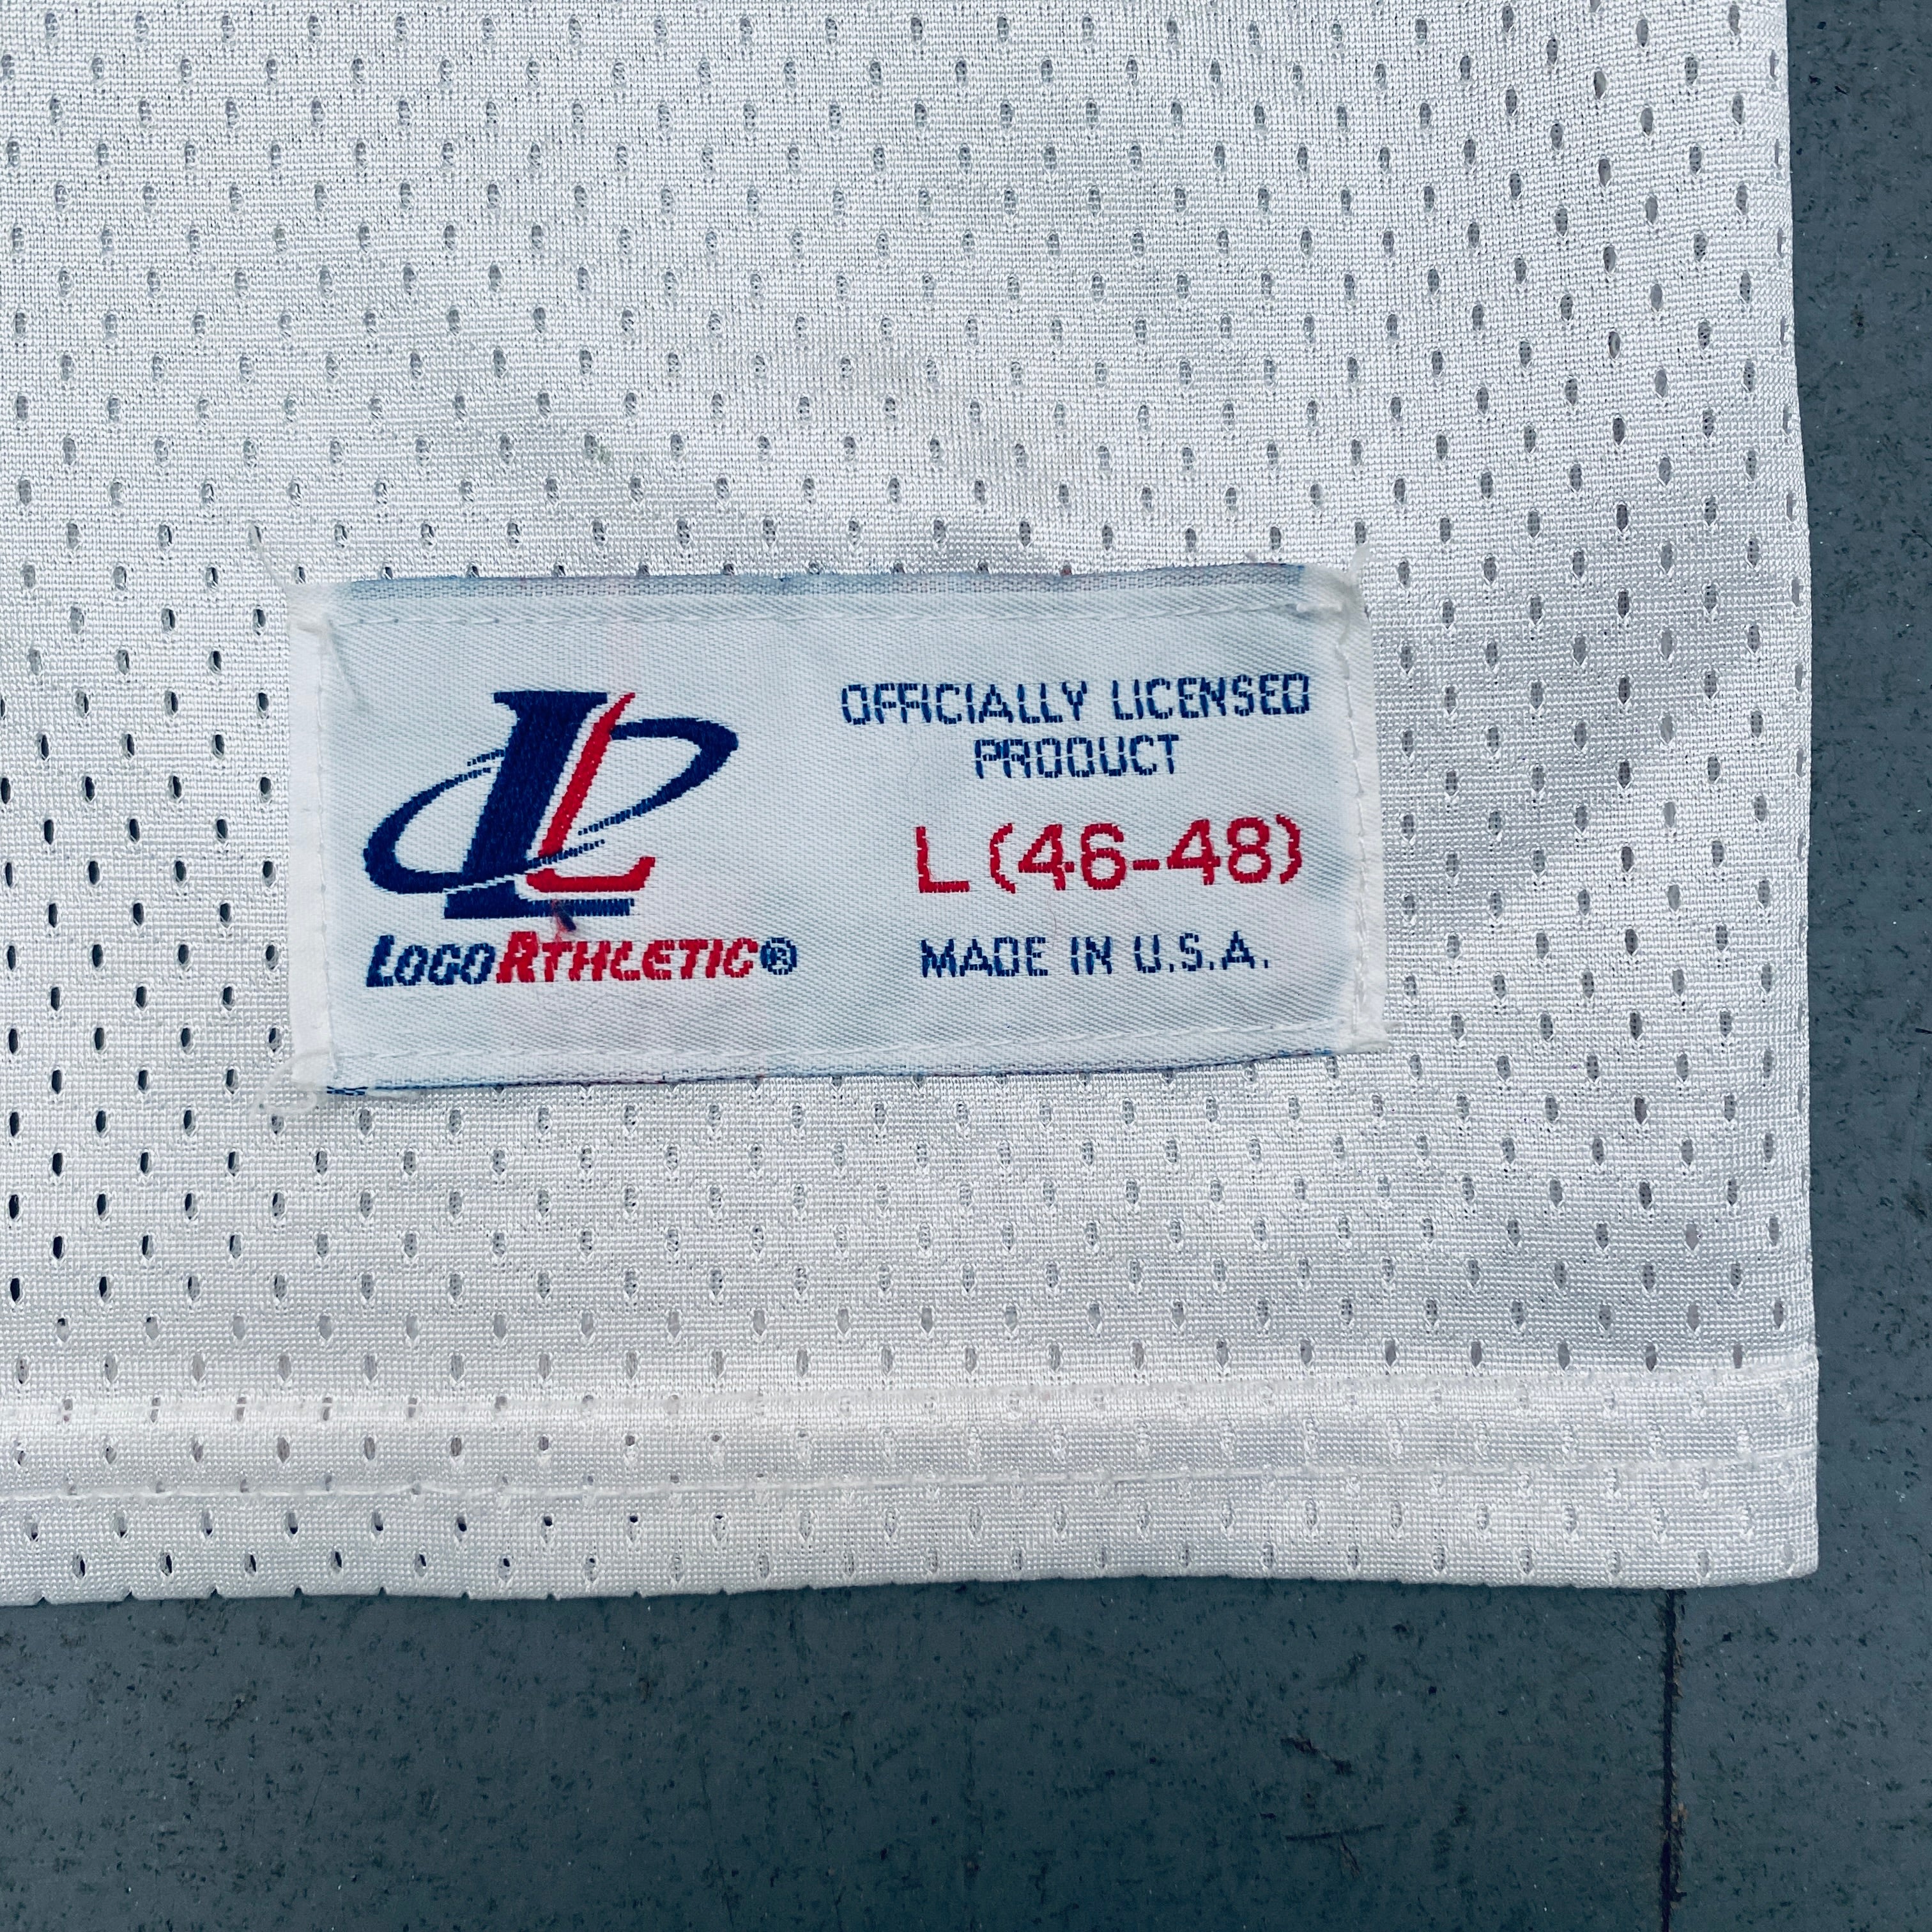 LOGOATHLETIC®
OFFICIALLY LICENSED
PRODUCT
L (46-48)
MADE IN U.S.A.